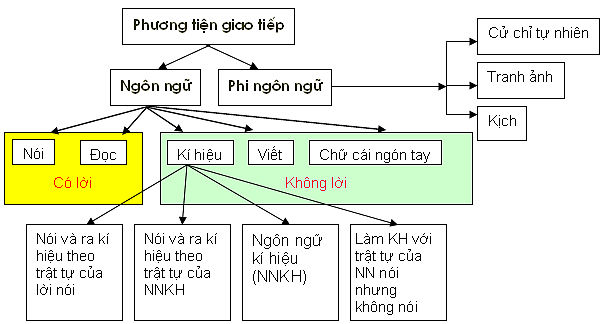 Phương tiện giao tiếp
Cử chỉ tự nhiên
Ngôn ngữ
Phi ngôn ngữ
Tranh ảnh
Kịch
Nói
Đọc
Kí hiệu
Viết
Chữ cái ngón tay
Có lời
Không lời
Nói và ra kí
hiệu theo
trật tự của
lời nói
Nói và ra kí
hiệu theo
trật tự của
NNKH
Ngôn ngữ
kí hiệu
(NNKH)
Làm KH với
trật tự của
NN nói
nhưng
không nói